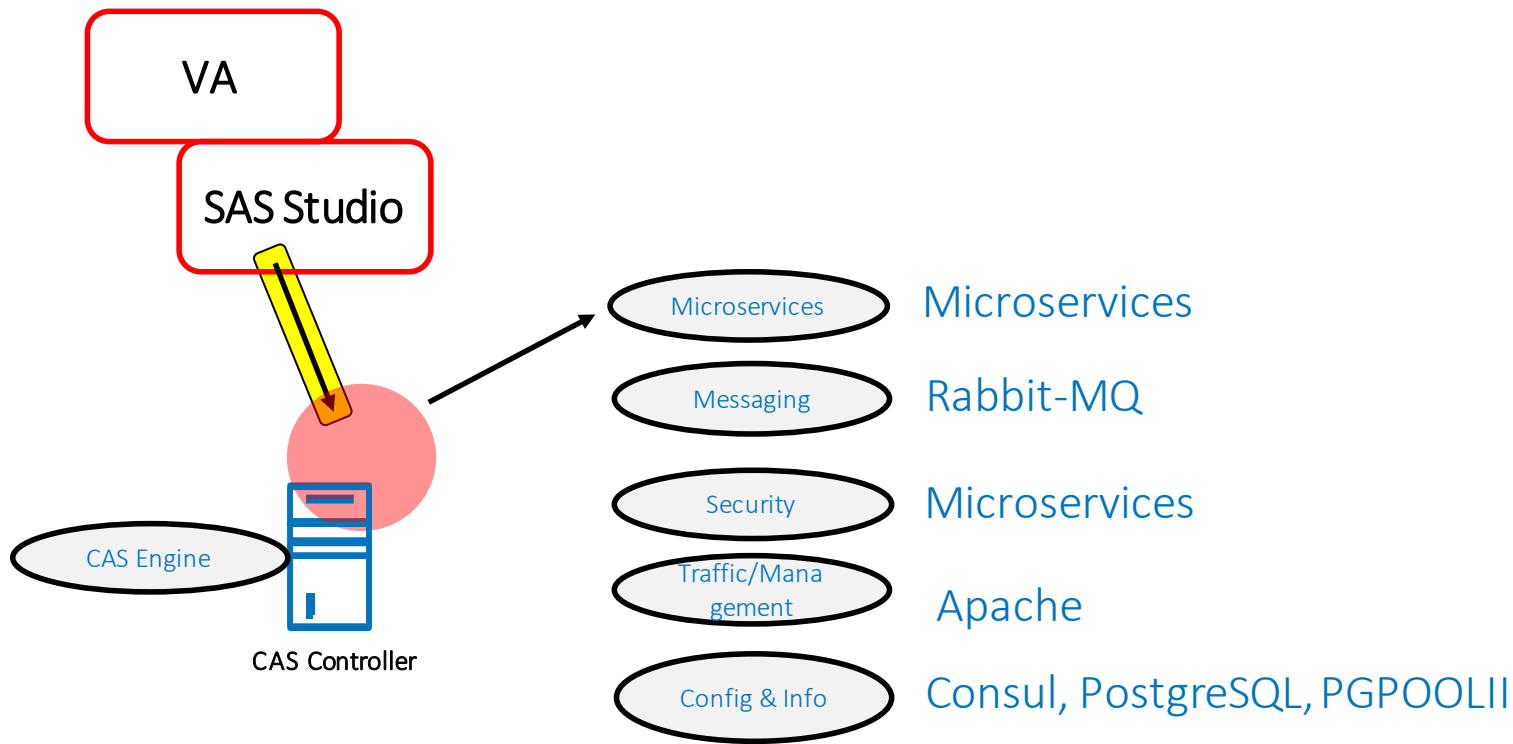 VA
SAS Studio
Microservices
Microservices
Messaging
Rabbit-MQ
Security
Microservices
CAS Engine
Traffic/Mana
gement
Apache
CAS Controller
Config & Info
Consul, PostgreSQL, PGPOOLII